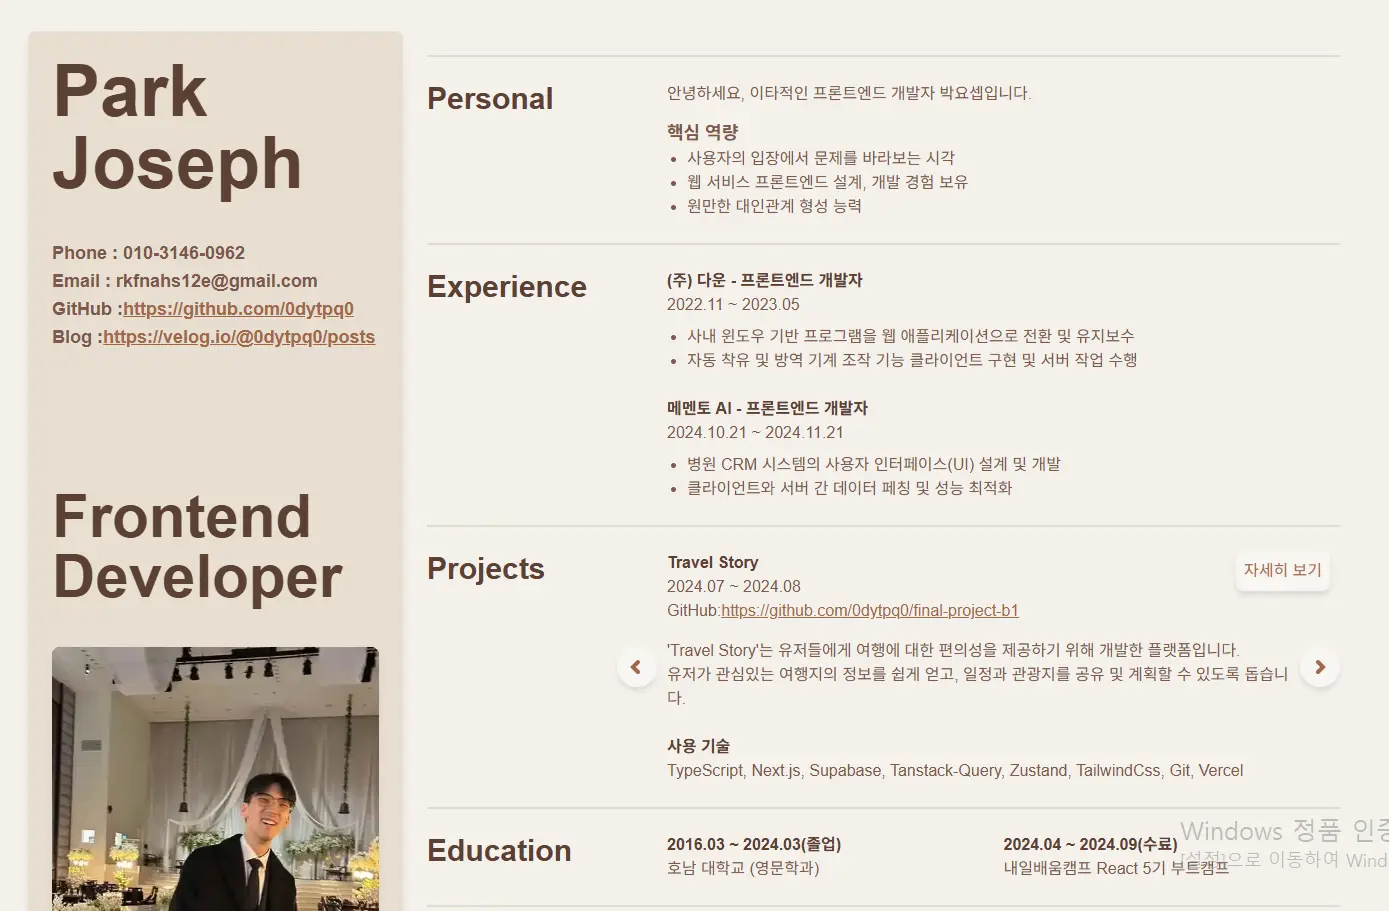 Park
Joseph
Phone : 010-3146-0962
Email : rkfnahs12e@gmail.com
GitHub :https://github.com/0dytpq0
Blog :https://velog.io/@0dytpq0/posts
Frontend
Developer
Personal
안녕하세요, 이타적인 프론트엔드 개발자 박요셉입니다.
핵심 역량
• 사용자의 입장에서 문제를 바라보는 시각
• 웹 서비스 프론트엔드 설계, 개발 경험 보유
• 원만한 대인관계 형성 능력
Experience
(주) 다운 - 프론트엔드 개발자
2022.11 ~ 2023.05
• 사내 윈도우 기반 프로그램을 웹 애플리케이션으로 전환 및 유지보수
• 자동 착유 및 방역 기계 조작 기능 클라이언트 구현 및 서버 작업 수행
메멘토 AI - 프론트엔드 개발자
2024.10.21 ~ 2024.11.21
• 병원 CRM 시스템의 사용자 인터페이스(UI) 설계 및 개발
• 클라이언트와 서버 간 데이터 페칭 및 성능 최적화
Projects
Travel Story
자세히 보기
2024.07 ~ 2024.08
GitHub:https://github.com/0dytpq0/final-project-b1
'Travel Story'는 유저들에게 여행에 대한 편의성을 제공하기 위해 개발한 플랫폼입니다.
유저가 관심있는 여행지의 정보를 쉽게 얻고, 일정과 관광지를 공유 및 계획할 수 있도록 돕습니
다.
사용 기술
TypeScript, Next.js, Supabase, Tanstack-Query, Zustand, TailwindCss, Git, Vercel
Education
2016.03 ~ 2024.03(졸업)
호남 대학교 (영문학과)
2024.04 ~ 2024.09(수료)
내일배움캠프 React 5기 부트캠프
Windows 정품 인증
[설정]으로 이동하여 Wind